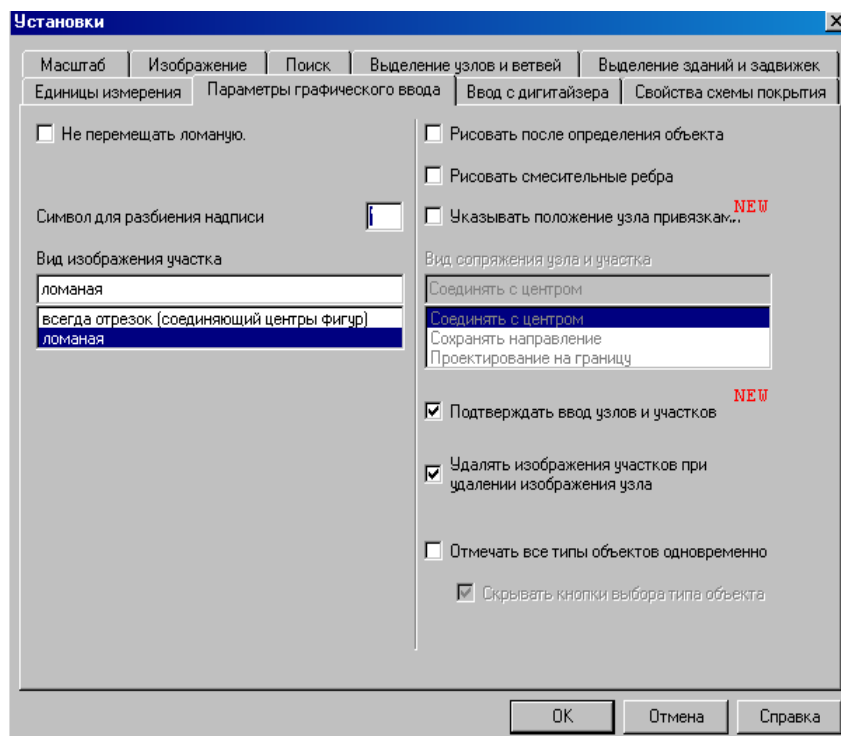 Установки
Масштаб
Изображение
Поиск
Выделение узлов и ветвей
Выделение зданий и задвижек
Единицы измерения
Параметры графического ввода
Ввод с дигитайзера
Свойства схемы покрытия
Не перемещать ломаную.
Символ для разбиения надписи
Вид изображения участка
ломаная
всегда отрезок (соединяющий центры фигур)
ломаная
Рисовать после определения объекта
Рисовать смесительные ребра
NEW
Указывать положение узла привязками
Вид сопряжения узла и участка
Соединять с центром
Соединять с центром
Сохранять направление
Проектирование на границу
NEW
Подтверждать ввод узлов и участков
Удалять изображения участков при
удалении изображения узла
Отмечать все типы объектов одновременно
Скрывать кнопки выбора типа объекта
OK
Отмена
Справка